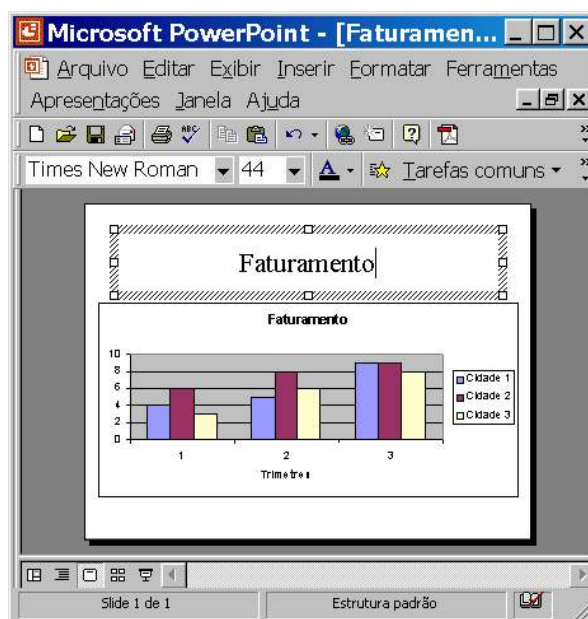 Microsoft PowerPoint - [Faturamen...
Arquivo Editar Exibir Inserir Formatar Ferramentas
Apresentações Janela Ajuda
Times New Roman 44 A Tarefas comuns
Faturamento
Faturamento
10
8
6
4
2
0
1 2 3
Trimetres
Cidade 1
Cidade 2
Cidade 3
Slide 1 de 1 Estrutura padrão